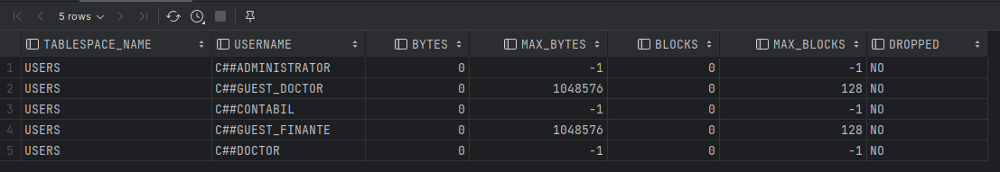 5 rows
TABLESPACE_NAME USERNAME BYTES MAX_BYTES BLOCKS MAX_BLOCKS DROPPED
1 USERS C##ADMINISTRATOR 0 -1 0 -1 NO
2 USERS C##GUEST_DOCTOR 0 1048576 0 128 NO
3 USERS C##CONTABIL 0 -1 0 -1 NO
4 USERS C##GUEST_FINANTE 0 1048576 0 128 NO
5 USERS C##DOCTOR 0 -1 0 -1 NO